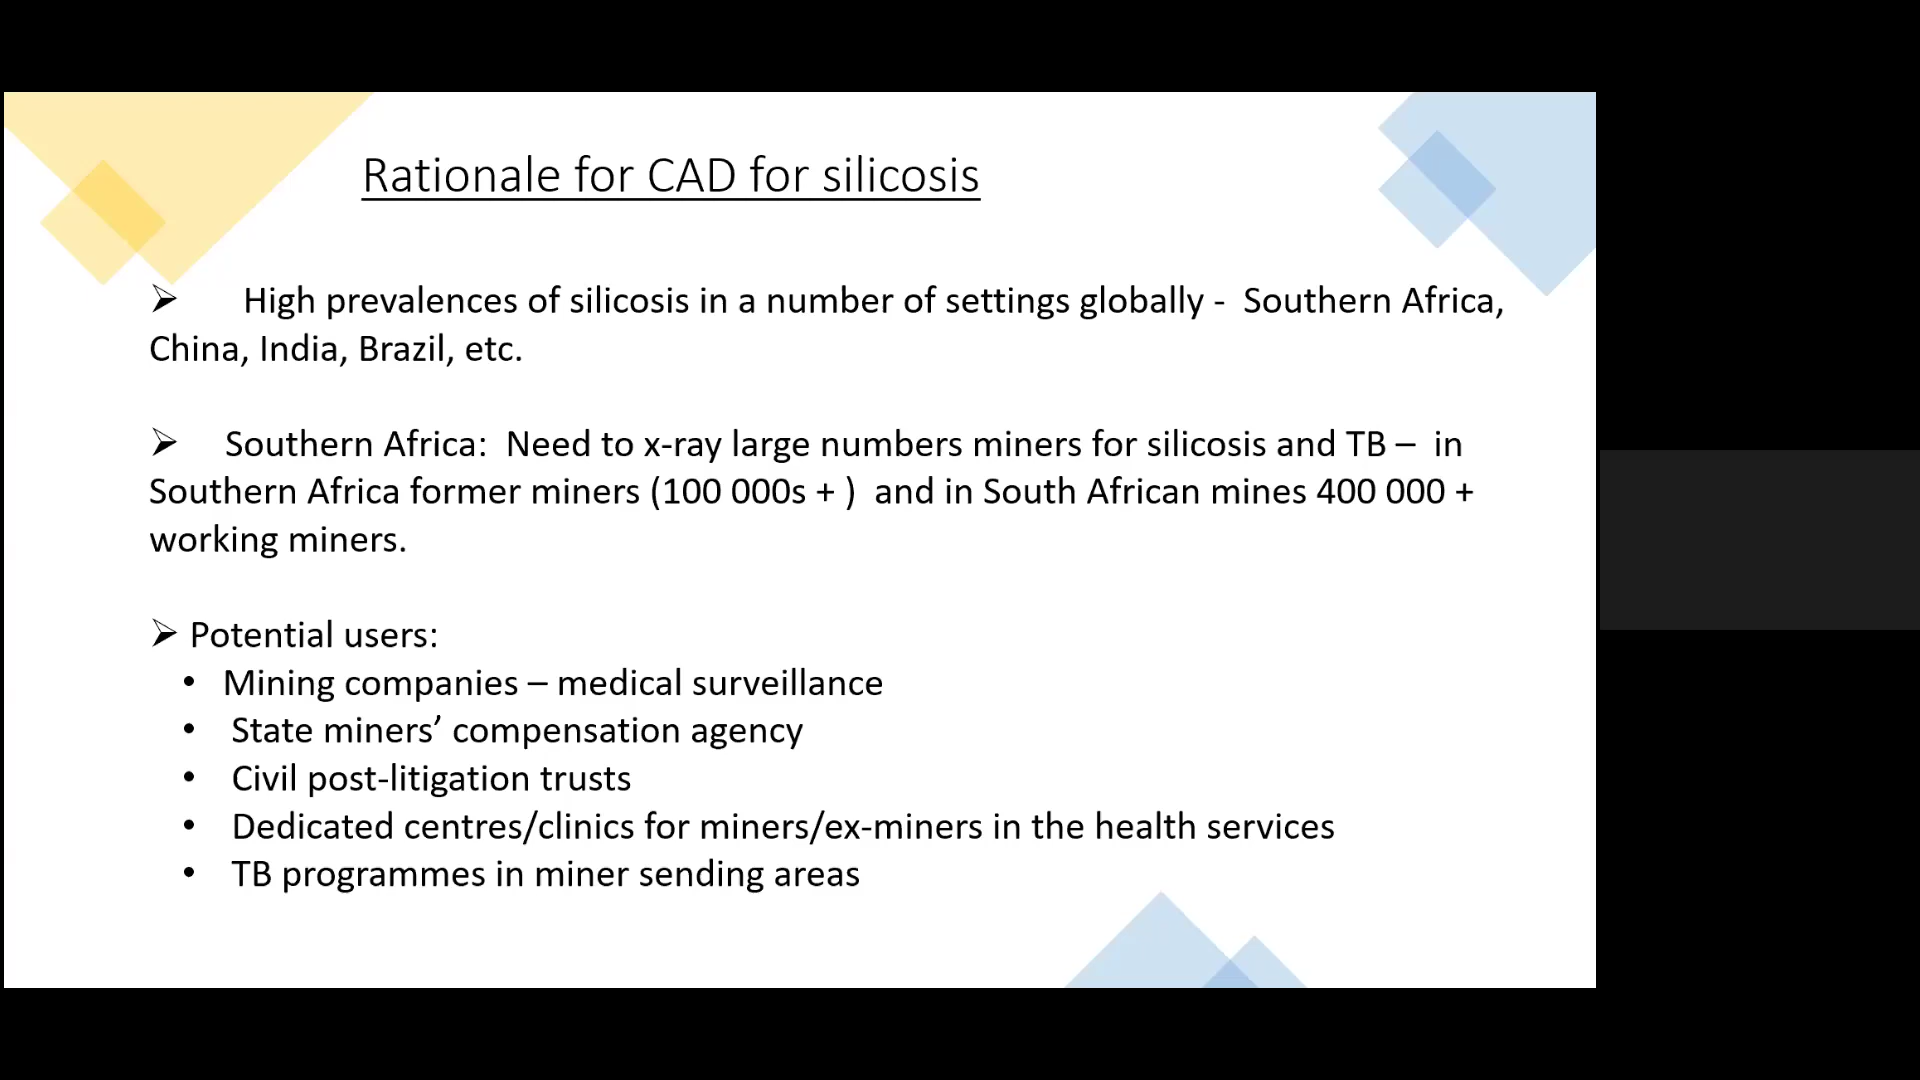 Rationale for CAD for silicosis
➢ High prevalences of silicosis in a number of settings globally - Southern Africa,
China, India, Brazil, etc.
➢ Southern Africa: Need to x-ray large numbers miners for silicosis and TB – in
Southern Africa former miners (100 000s + ) and in South African mines 400 000 +
working miners.
➢ Potential users:
• Mining companies – medical surveillance
• State miners’ compensation agency
• Civil post-litigation trusts
• Dedicated centres/clinics for miners/ex-miners in the health services
• TB programmes in miner sending areas